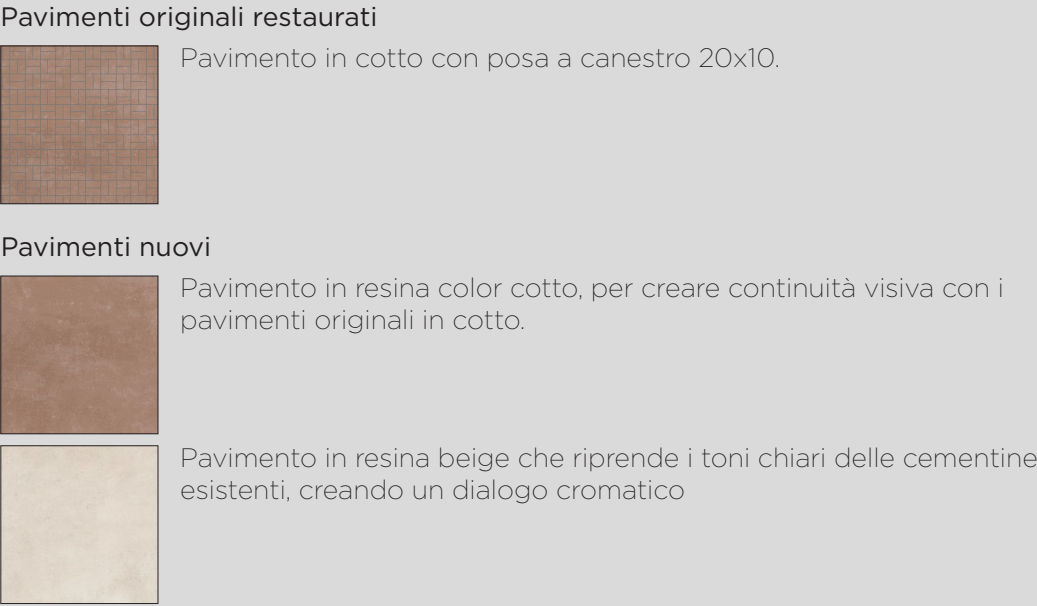 Pavimenti originali restaurati
Pavimento in cotto con posa a canestro 20x10.
Pavimenti nuovi
Pavimento in resina color cotto, per creare continuità visiva con i
pavimenti originali in cotto.
Pavimento in resina beige che riprende i toni chiari delle cementine
esistenti, creando un dialogo cromatico